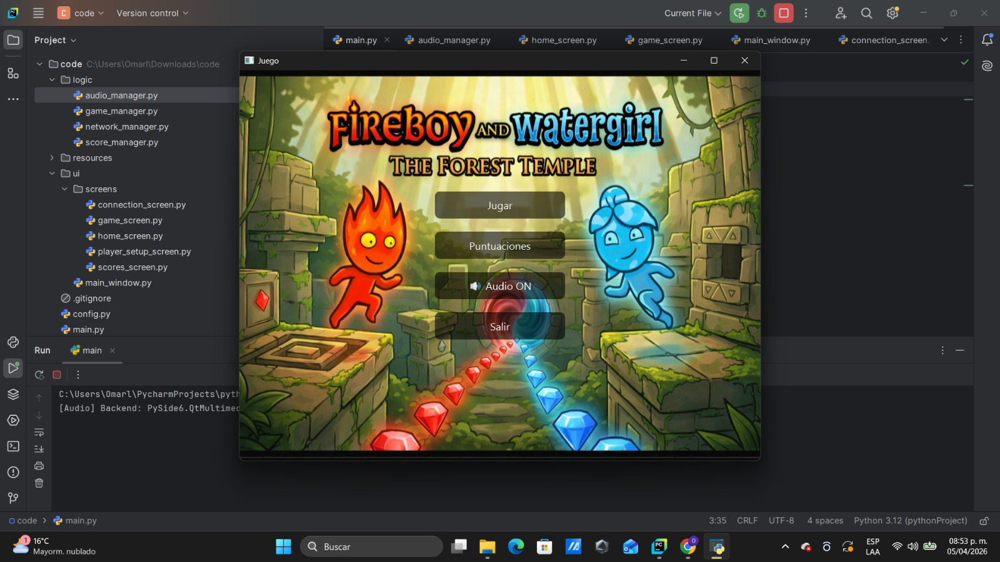 PC
C code
Version control
Current File
Project
main.py
audio_manager.py
home_screen.py
game_screen.py
main_window.py
connection_screen.
code C:\Users\Omarl\Downloads\code
logic
audio_manager.py
game_manager.py
network_manager.py
score_manager.py
resources
ui
screens
connection_screen.py
game_screen.py
home_screen.py
player_setup_screen.py
scores_screen.py
main_window.py
.gitignore
config.py
main.py
Juego
FIREBOY AND WATERGIRL
THE FOREST TEMPLE
Jugar
Puntuaciones
Audio ON
Salir
Run
main
C:\Users\Omarl\PycharmProjects\pyth
[Audio] Backend: PySide6.QtMultimed
code > main.py
3:35 CRLF UTF-8 4 spaces Python 3.12 (pythonProject)
1
16°C
Mayorm. nublado
Buscar
PC
0
ESP
LAA
08:53 p. m.
05/04/2026